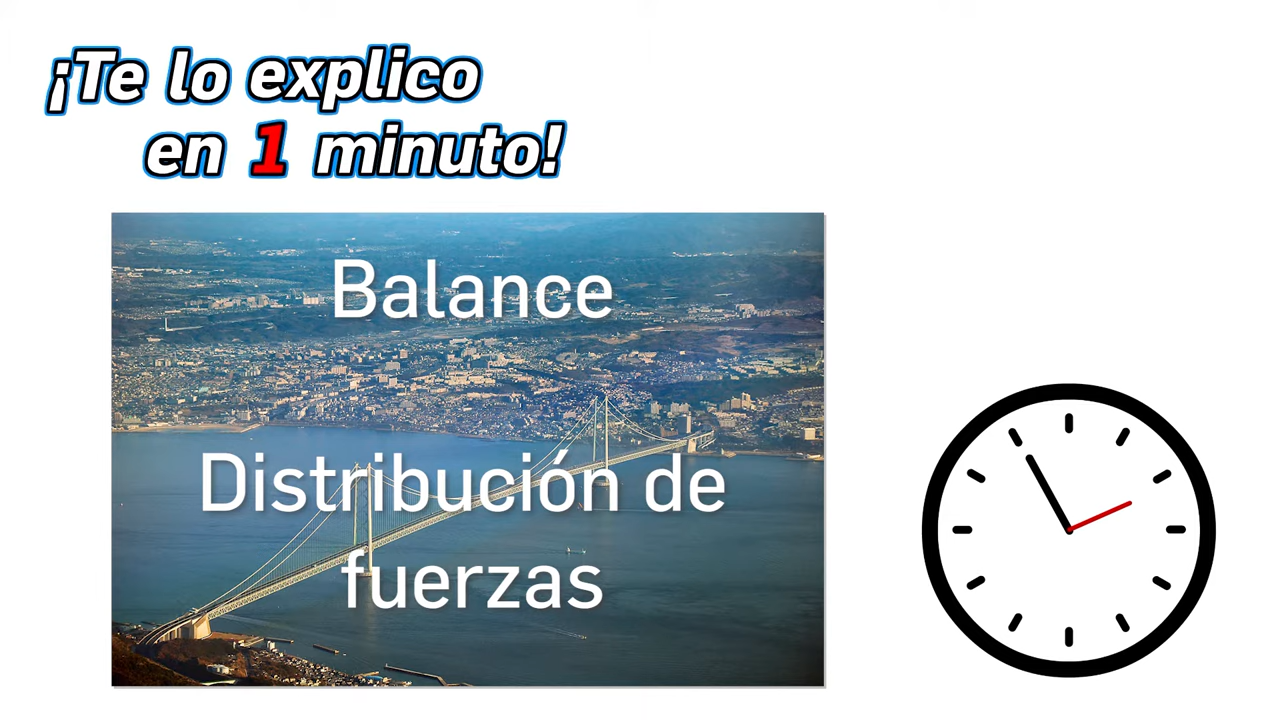 ¡Te lo explico
en 1 minuto!
Balance
Distribución de
fuerzas